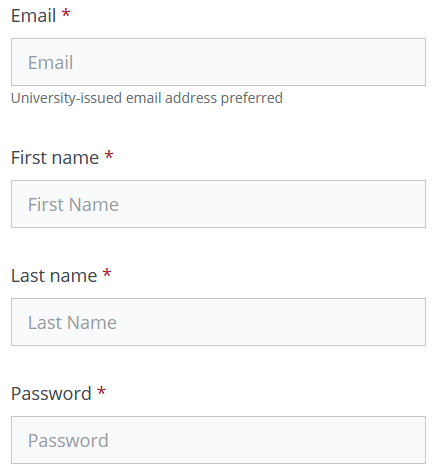 Email *
Email
University-issued email address preferred
First name *
First Name
Last name *
Last Name
Password *
Password